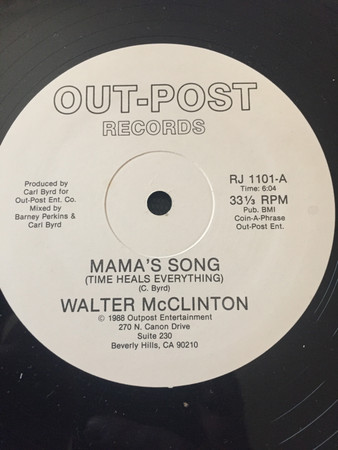 OUT-POST
RECORDS
Produced by
Carl Byrd for
Out-Post Ent. Co.
Mixed by
Barney Perkins &
Carl Byrd
RJ 1101-A
Time: 6:04
33⅓ RPM
Pub. BMI
Coin-A-Phrase
Out-Post Ent.
MAMA'S SONG
(TIME HEALS EVERYTHING)
(C. Byrd)
WALTER McCLINTON
© 1988 Outpost Entertainment
270 N. Canon Drive
Suite 230
Beverly Hills, CA 90210